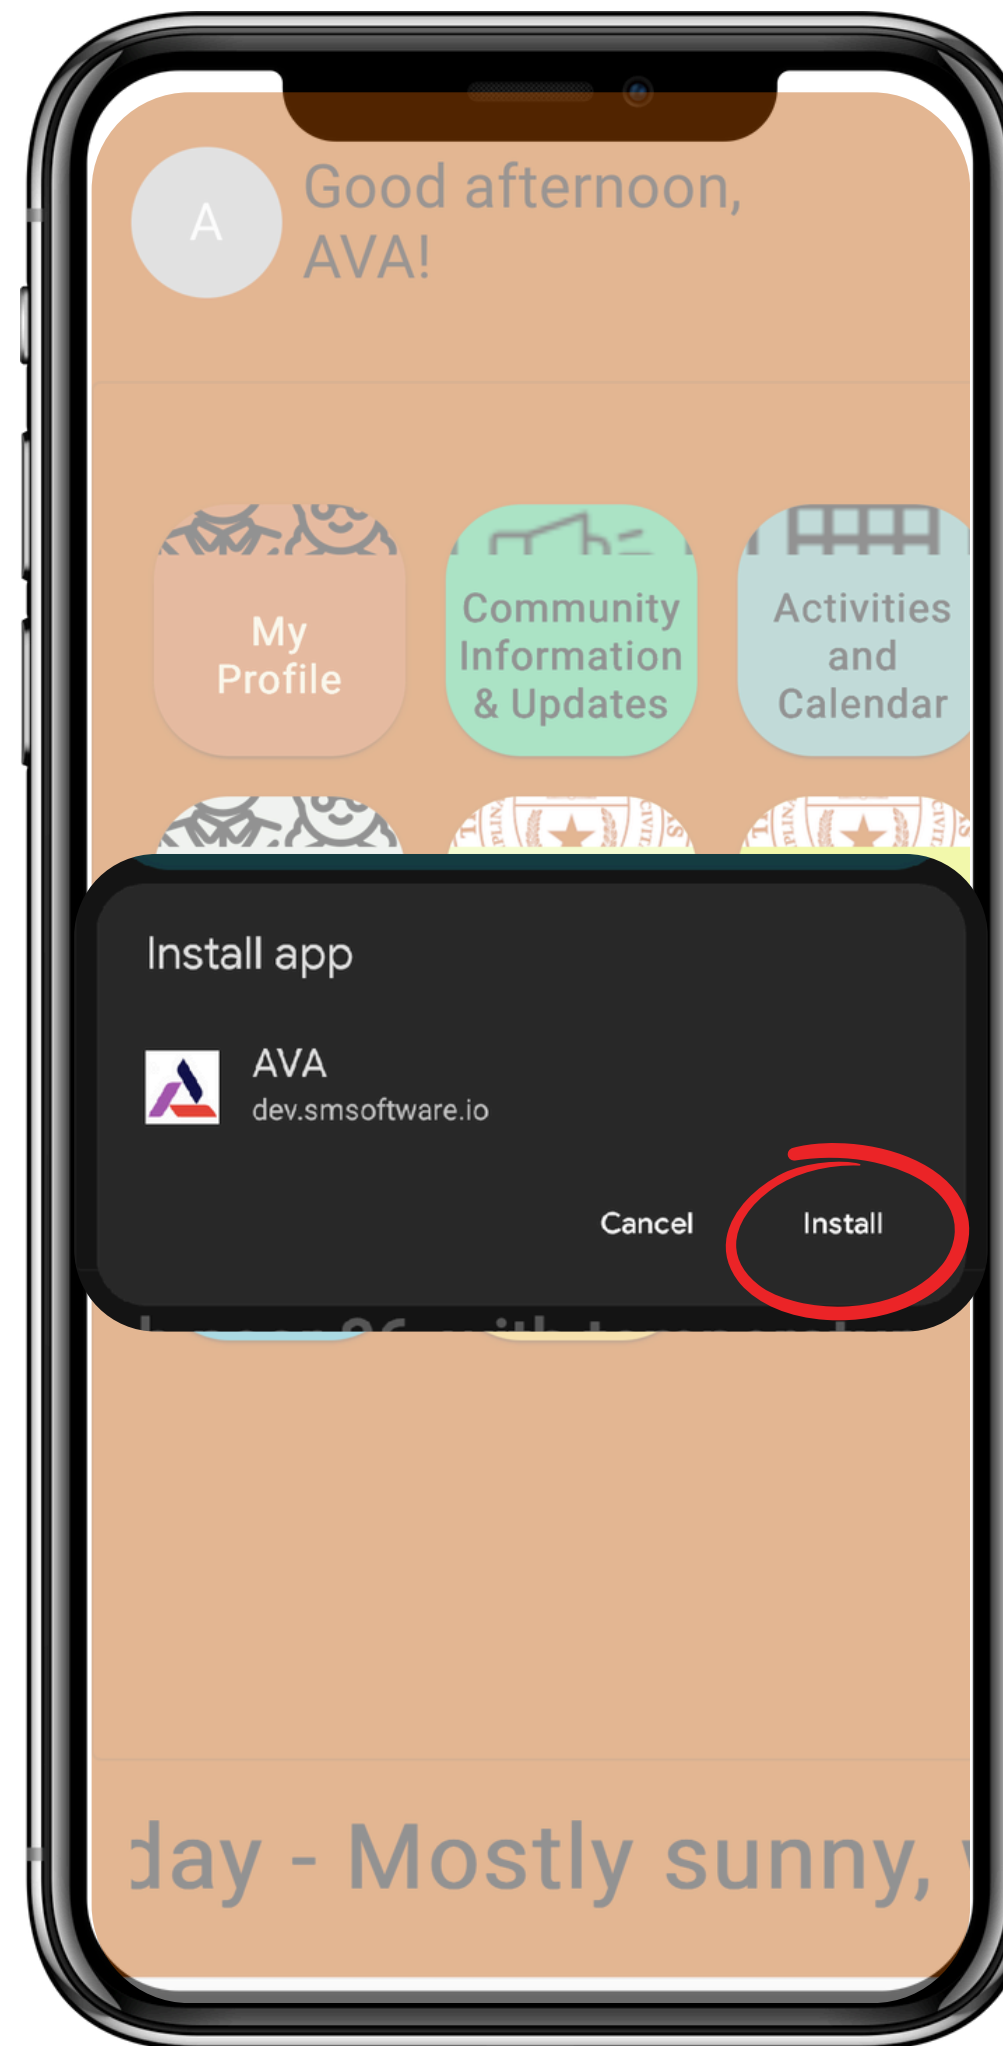 A
Good afternoon,
AVA!
My
Profile
Community
Information
& Updates
Activities
and
Calendar
Install app
AVA
dev.smsoftware.io
Cancel
Install
day - Mostly sunny,